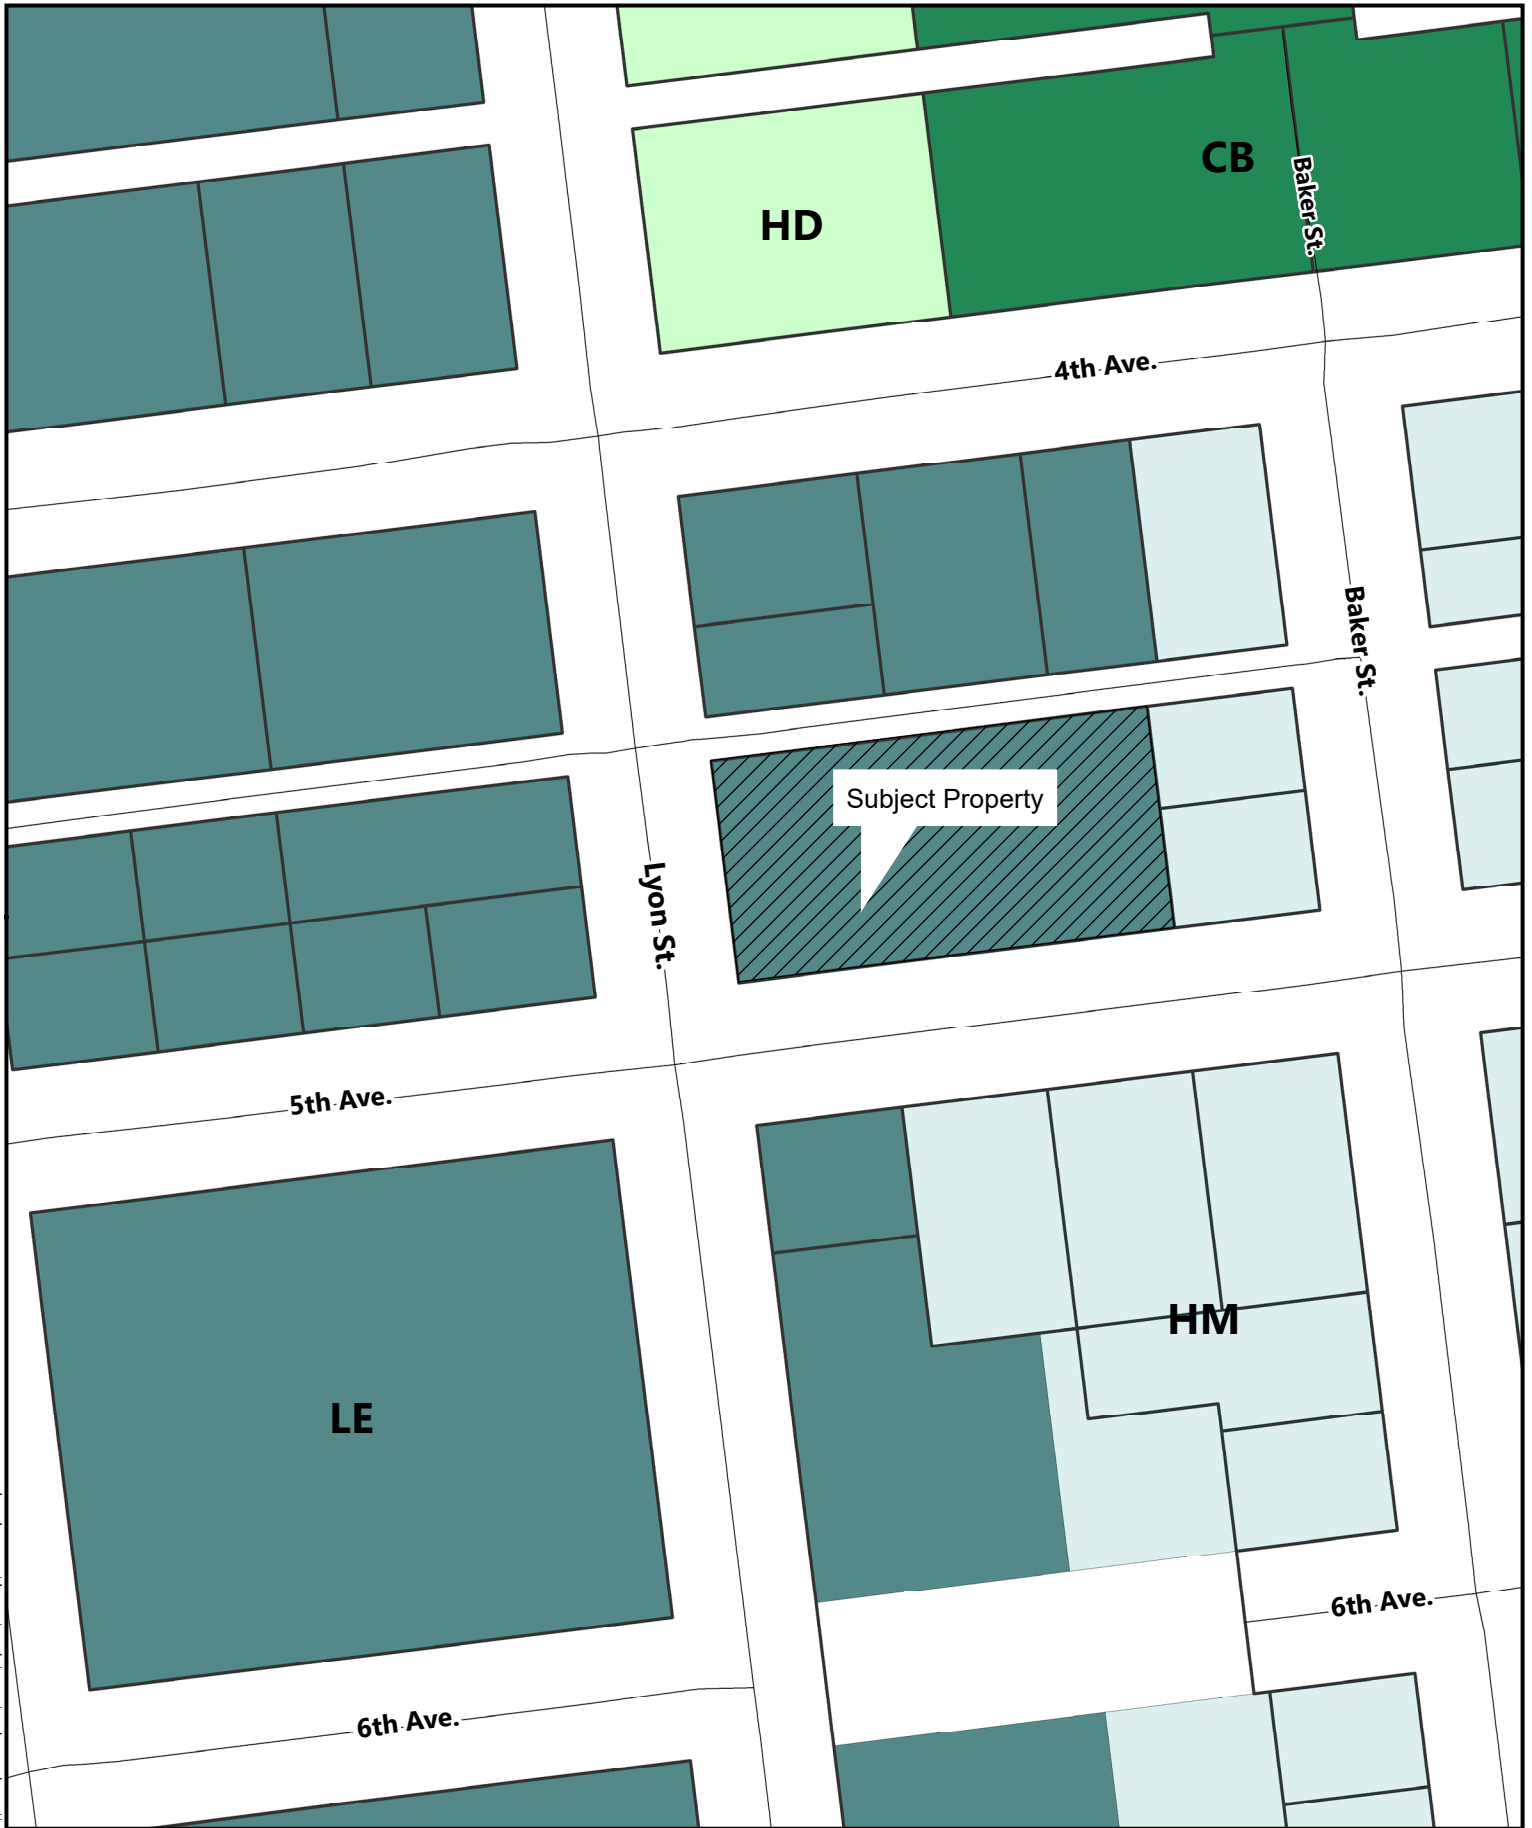 CB
Baker St.
HD
4th Ave.
Baker St.
Subject Property
Lyon St.
5th Ave.
HM
LE
6th Ave.
6th Ave.